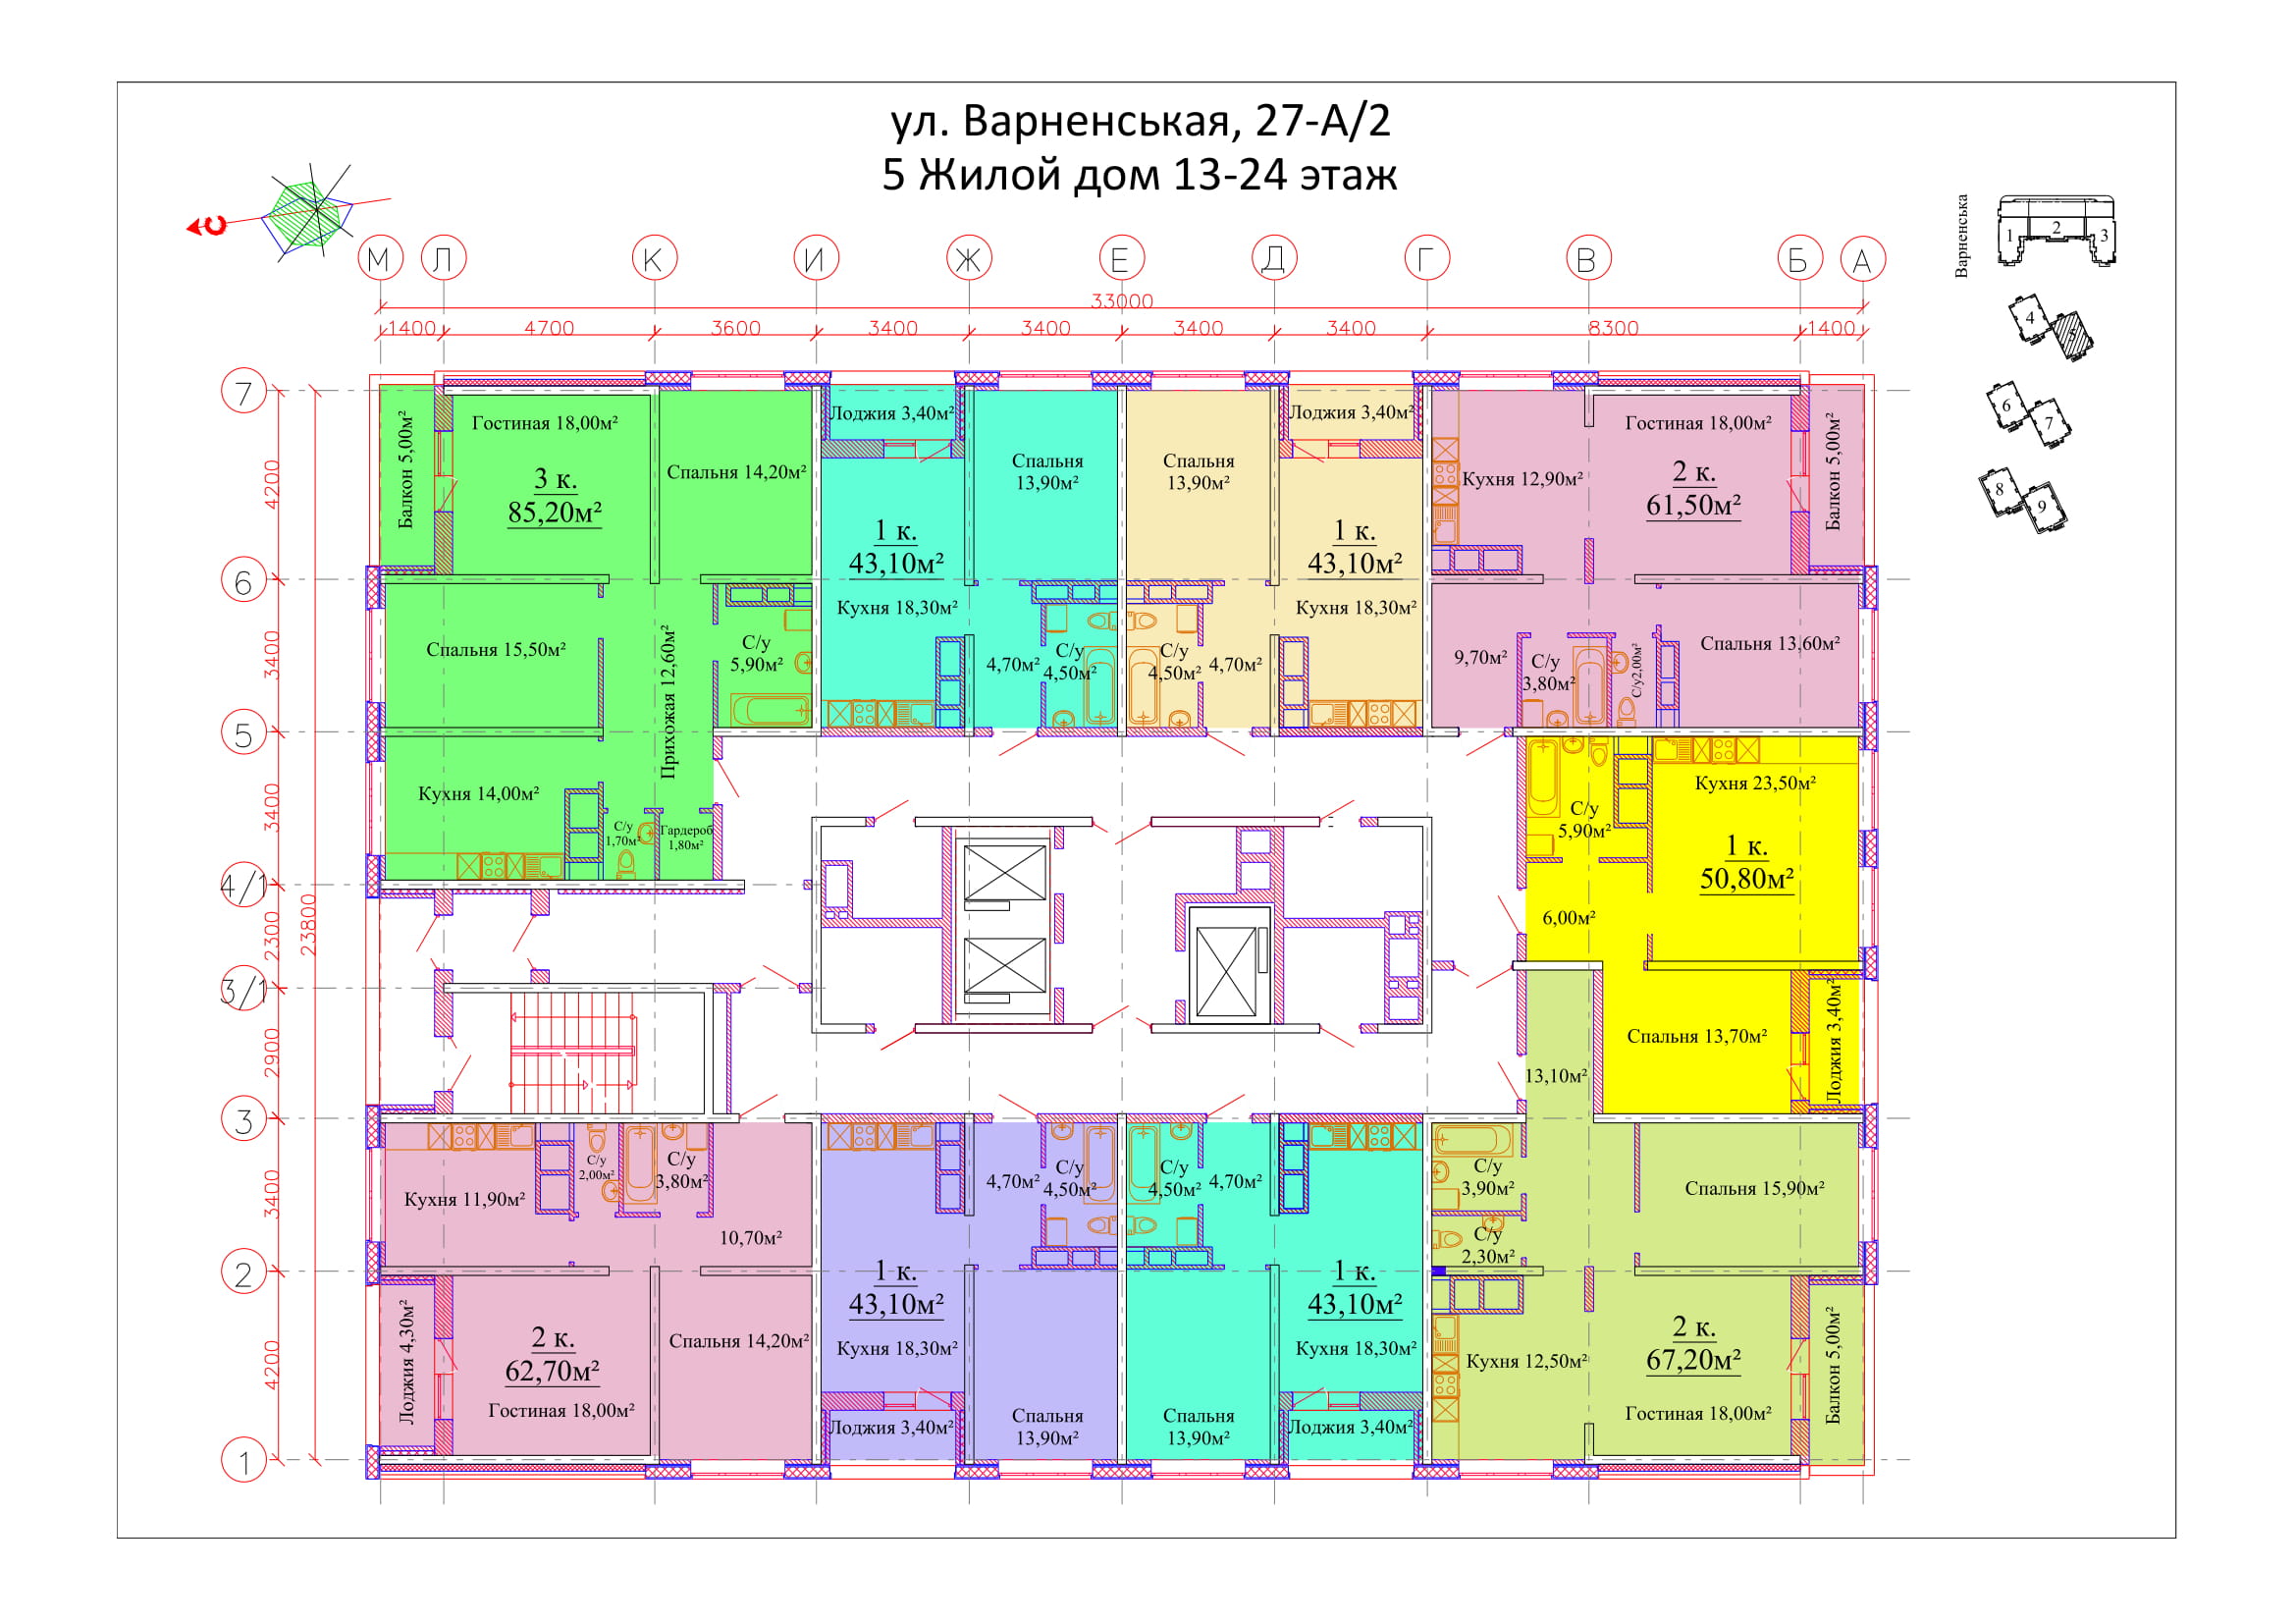 ул. Варненськая, 27-А/2
5 Жилой дом 13-24 этаж
С
Варненська
1
2
3
4
5
6
7
8
9
М Л К И Ж Е Д Г В Б А
33000
1400 4700 3600 3400 3400 3400 3400 8300 1400
7
6
5
4/1
3/1
3
2
1
4200
3400
3400
2300
2900
3400
4200
23800
Балкон 5,00м²
Гостиная 18,00м²
3 к.
85,20м²
Спальня 14,20м²
Спальня 15,50м²
Прихожая 12,60м²
С/у
5,90м²
Кухня 14,00м²
С/у
1,70м²
Гардероб
1,80м²
Лоджия 3,40м²
Спальня
13,90м²
1 к.
43,10м²
Кухня 18,30м²
4,70м²
С/у
4,50м²
Спальня
13,90м²
Лоджия 3,40м²
1 к.
43,10м²
Кухня 18,30м²
С/у
4,50м²
4,70м²
Кухня 12,90м²
Гостиная 18,00м²
2 к.
61,50м²
Балкон 5,00м²
9,70м²
С/у
3,80м²
С/у2,00м²
Спальня 13,60м²
Кухня 23,50м²
С/у
5,90м²
1 к.
50,80м²
6,00м²
Спальня 13,70м²
Лоджия 3,40м²
13,10м²
С/у
3,90м²
Спальня 15,90м²
С/у
2,30м²
2 к.
67,20м²
Кухня 12,50м²
Гостиная 18,00м²
Балкон 5,00м²
Кухня 11,90м²
С/у
2,00м²
С/у
3,80м²
10,70м²
Лоджия 4,30м²
2 к.
62,70м²
Гостиная 18,00м²
Спальня 14,20м²
4,70м²
С/у
4,50м²
1 к.
43,10м²
Кухня 18,30м²
Лоджия 3,40м²
Спальня
13,90м²
С/у
4,50м²
4,70м²
1 к.
43,10м²
Кухня 18,30м²
Спальня
13,90м²
Лоджия 3,40м²